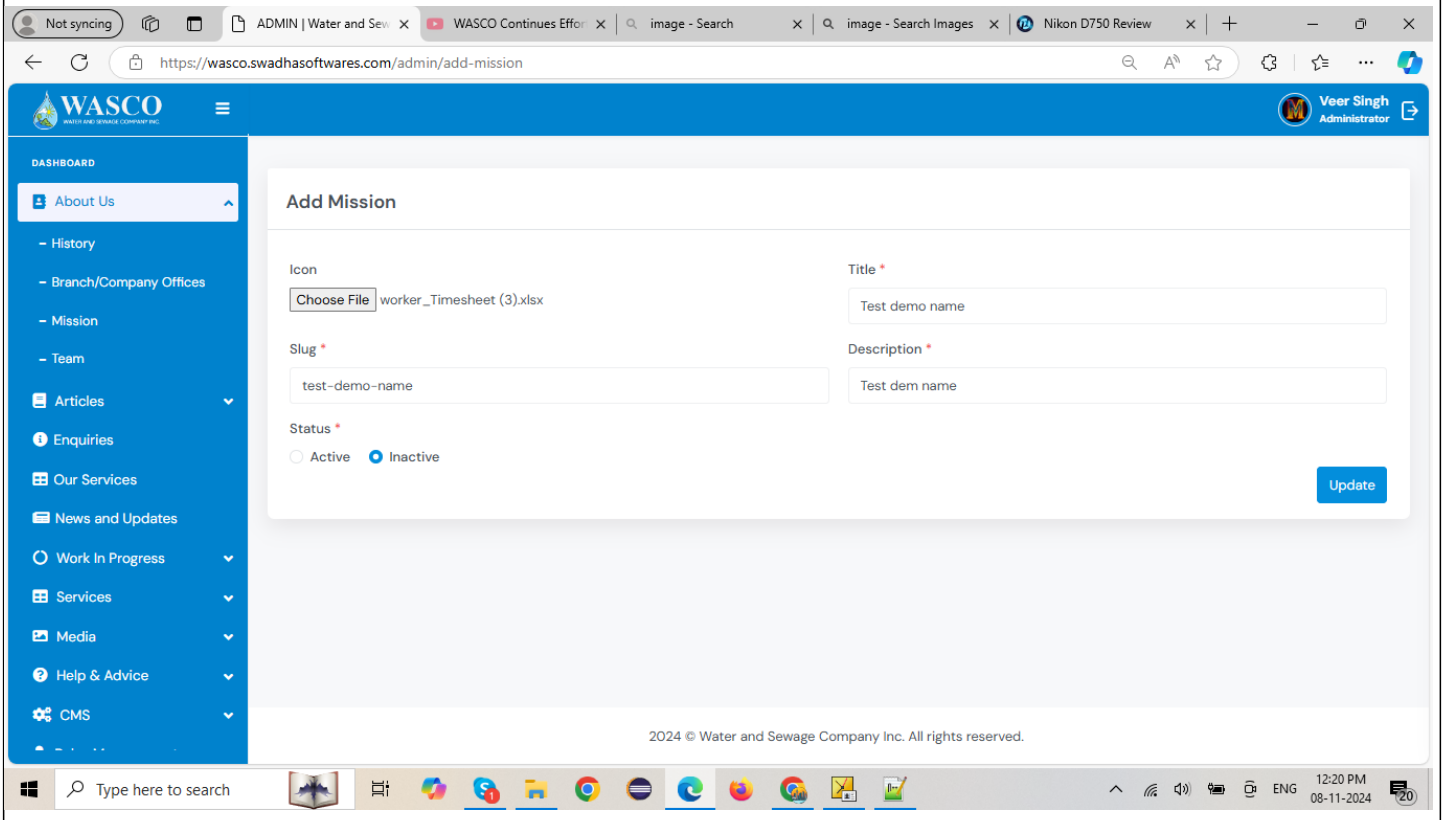 Not syncing
ADMIN | Water and Sew
WASCO Continues Effor
image - Search
image - Search Images
Nikon D750 Review
https://wasco.swadhasoftwares.com/admin/add-mission
WASCO
WATER AND SEWAGE COMPANY INC.
Veer Singh
Administrator
DASHBOARD
About Us
– History
– Branch/Company Offices
– Mission
– Team
Articles
Enquiries
Our Services
News and Updates
Work In Progress
Services
Media
Help & Advice
CMS
Add Mission
Icon
Choose File worker_Timesheet (3).xlsx
Title *
Test demo name
Slug *
test-demo-name
Description *
Test dem name
Status *
Active Inactive
Update
2024 © Water and Sewage Company Inc. All rights reserved.
Type here to search
ENG
12:20 PM
08-11-2024
20